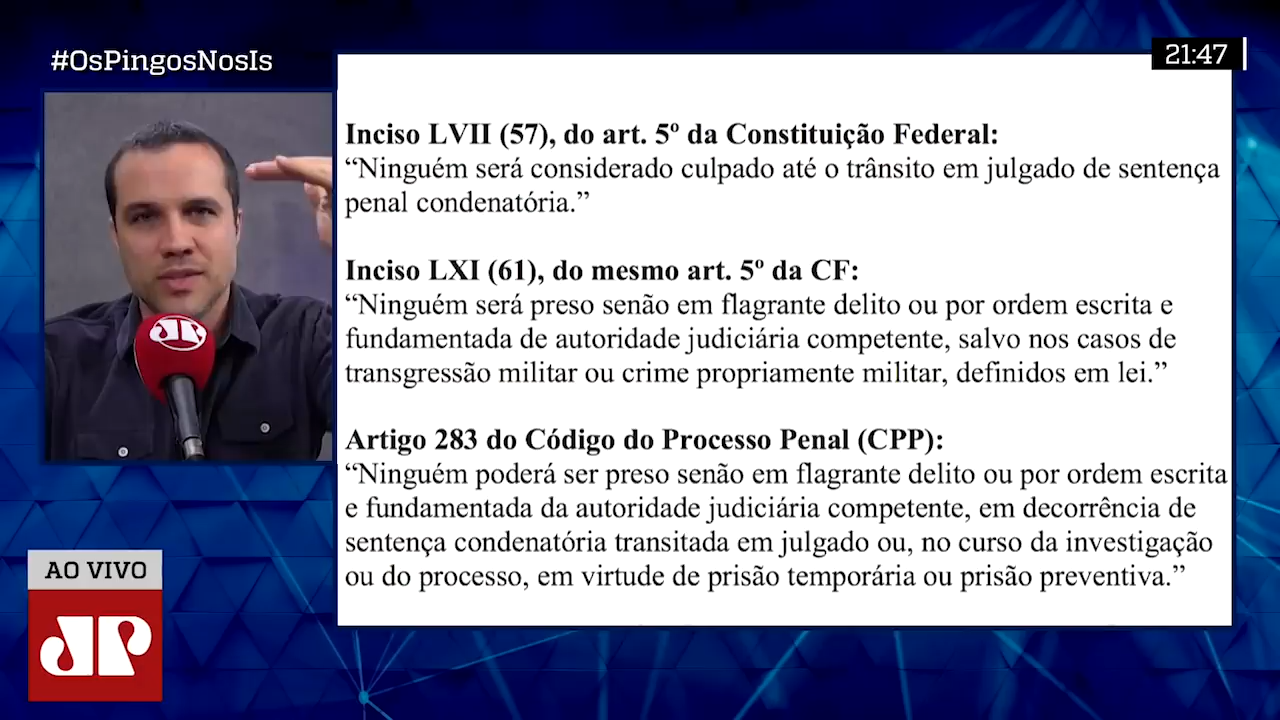 #OsPingosNosIs
21:47
Inciso LVII (57), do art. 5º da Constituição Federal:
“Ninguém será considerado culpado até o trânsito em julgado de sentença
penal condenatória.”
Inciso LXI (61), do mesmo art. 5º da CF:
“Ninguém será preso senão em flagrante delito ou por ordem escrita e
fundamentada de autoridade judiciária competente, salvo nos casos de
transgressão militar ou crime propriamente militar, definidos em lei.”
Artigo 283 do Código do Processo Penal (CPP):
“Ninguém poderá ser preso senão em flagrante delito ou por ordem escrita
e fundamentada da autoridade judiciária competente, em decorrência de
sentença condenatória transitada em julgado ou, no curso da investigação
ou do processo, em virtude de prisão temporária ou prisão preventiva.”
JP
AO VIVO
JP